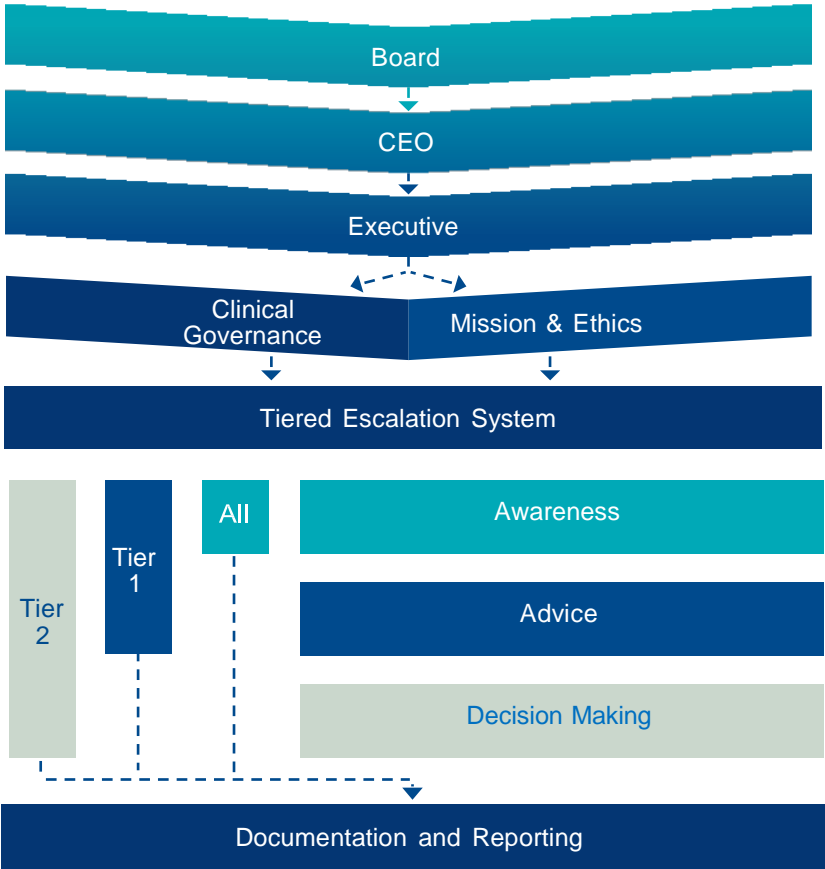 Board
CEO
Executive
Clinical
Governance
Mission & Ethics
Tiered Escalation System
Tier
2
Tier
1
All
Awareness
Advice
Decision Making
Documentation and Reporting